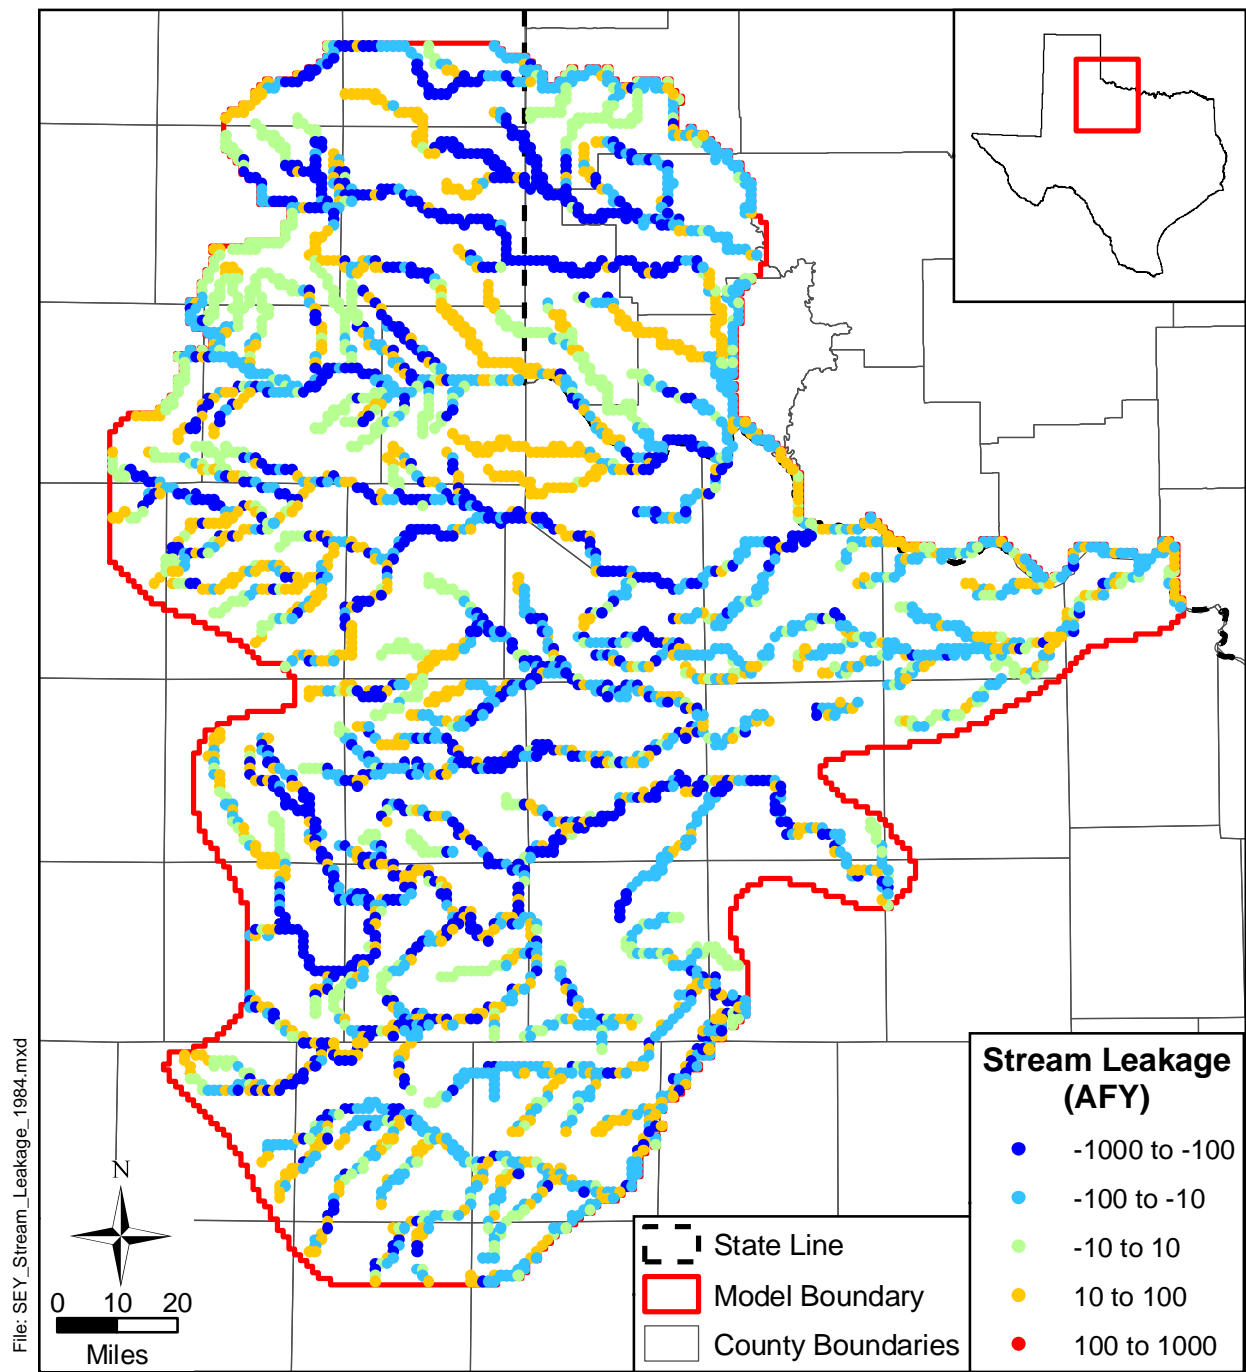 Stream Leakage
(AFY)
-1000 to -100
-100 to -10
-10 to 10
10 to 100
100 to 1000
State Line
Model Boundary
County Boundaries
N
0 10 20
Miles
File: SEY_Stream_Leakage_1984.mxd